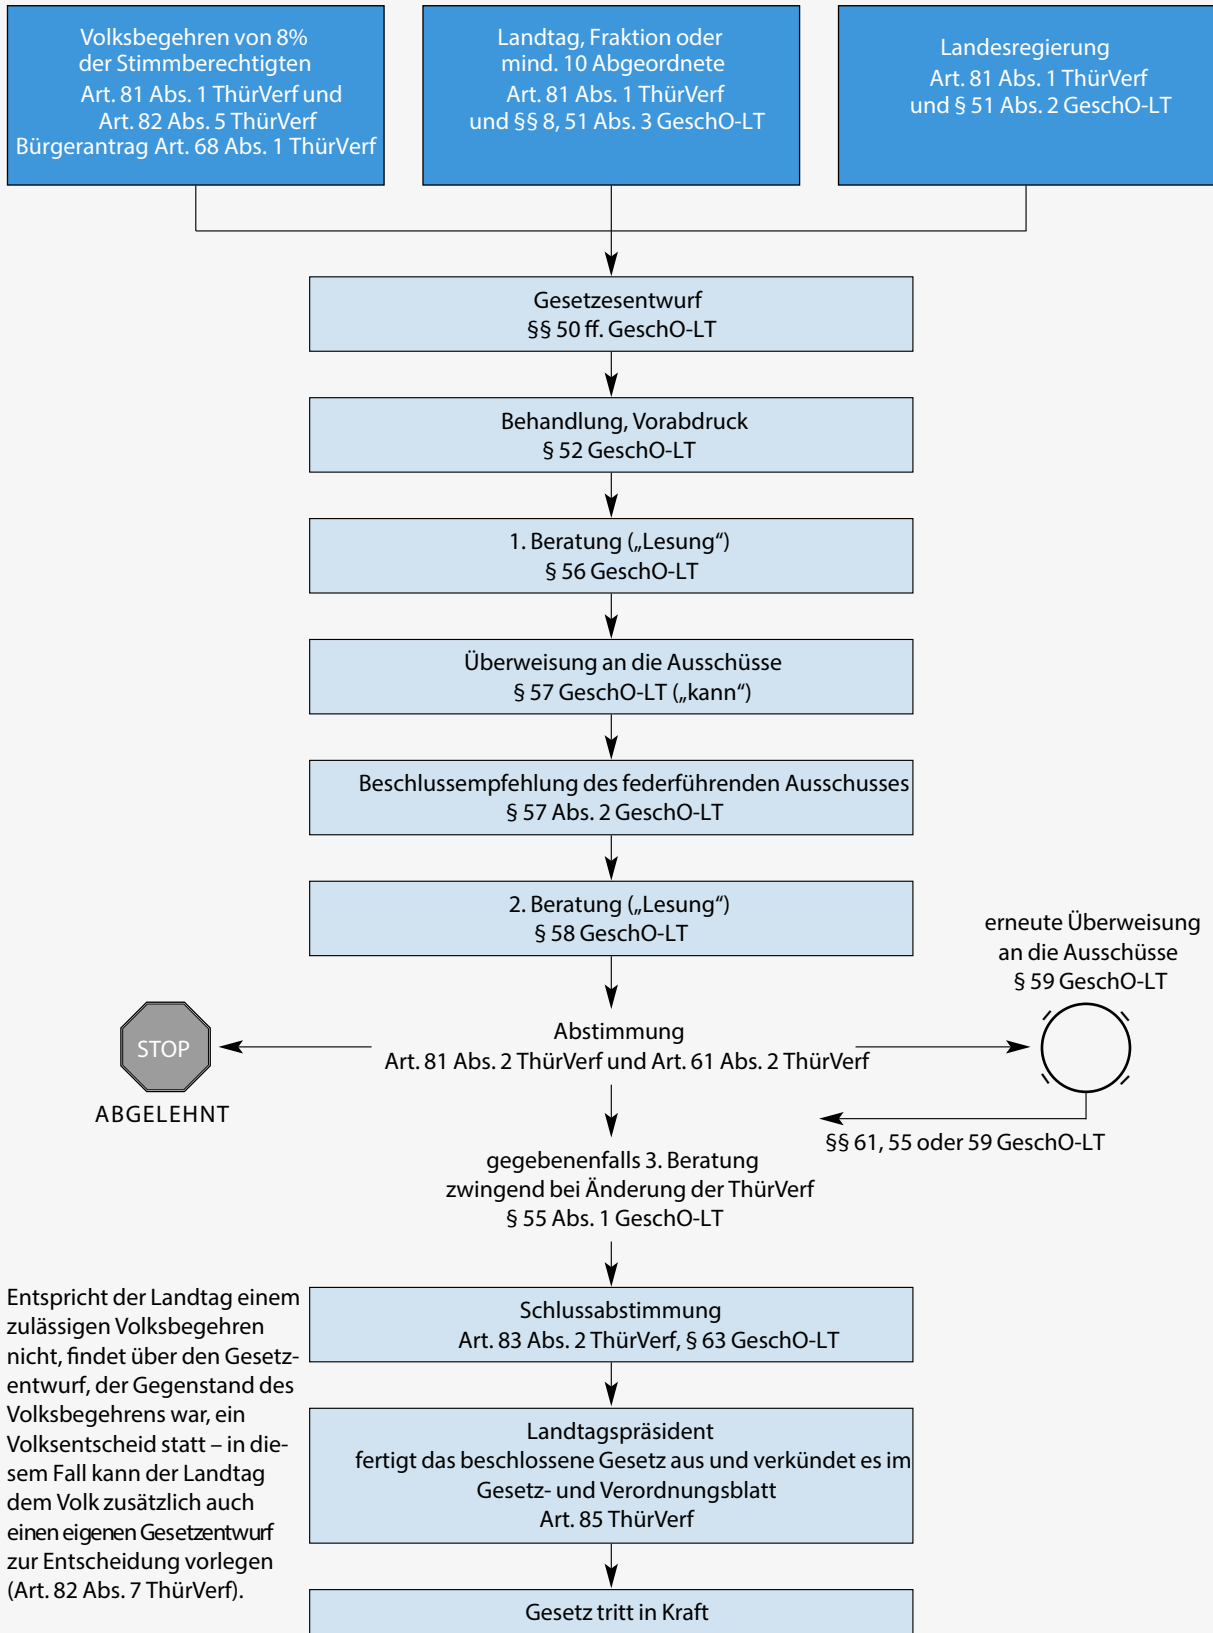 Volksbegehren von 8%
der Stimmberechtigten
Art. 81 Abs. 1 ThürVerf und
Art. 82 Abs. 5 ThürVerf
Bürgerantrag Art. 68 Abs. 1 ThürVerf
Landtag, Fraktion oder
mind. 10 Abgeordnete
Art. 81 Abs. 1 ThürVerf
und §§ 8, 51 Abs. 3 GeschO-LT
Landesregierung
Art. 81 Abs. 1 ThürVerf
und § 51 Abs. 2 GeschO-LT
Gesetzesentwurf
§§ 50 ff. GeschO-LT
Behandlung, Vorabdruck
§ 52 GeschO-LT
1. Beratung („Lesung“)
§ 56 GeschO-LT
Überweisung an die Ausschüsse
§ 57 GeschO-LT („kann“)
Beschlussempfehlung des federführenden Ausschusses
§ 57 Abs. 2 GeschO-LT
2. Beratung („Lesung“)
§ 58 GeschO-LT
erneute Überweisung
an die Ausschüsse
§ 59 GeschO-LT
STOP
ABGELEHNT
Abstimmung
Art. 81 Abs. 2 ThürVerf und Art. 61 Abs. 2 ThürVerf
§§ 61, 55 oder 59 GeschO-LT
gegebenenfalls 3. Beratung
zwingend bei Änderung der ThürVerf
§ 55 Abs. 1 GeschO-LT
Entspricht der Landtag einem
zulässigen Volksbegehren
nicht, findet über den Gesetz-
entwurf, der Gegenstand des
Volksbegehrens war, ein
Volksentscheid statt – in die-
sem Fall kann der Landtag
dem Volk zusätzlich auch
einen eigenen Gesetzentwurf
zur Entscheidung vorlegen
(Art. 82 Abs. 7 ThürVerf).
Schlussabstimmung
Art. 83 Abs. 2 ThürVerf, § 63 GeschO-LT
Landtagspräsident
fertigt das beschlossene Gesetz aus und verkündet es im
Gesetz- und Verordnungsblatt
Art. 85 ThürVerf
Gesetz tritt in Kraft